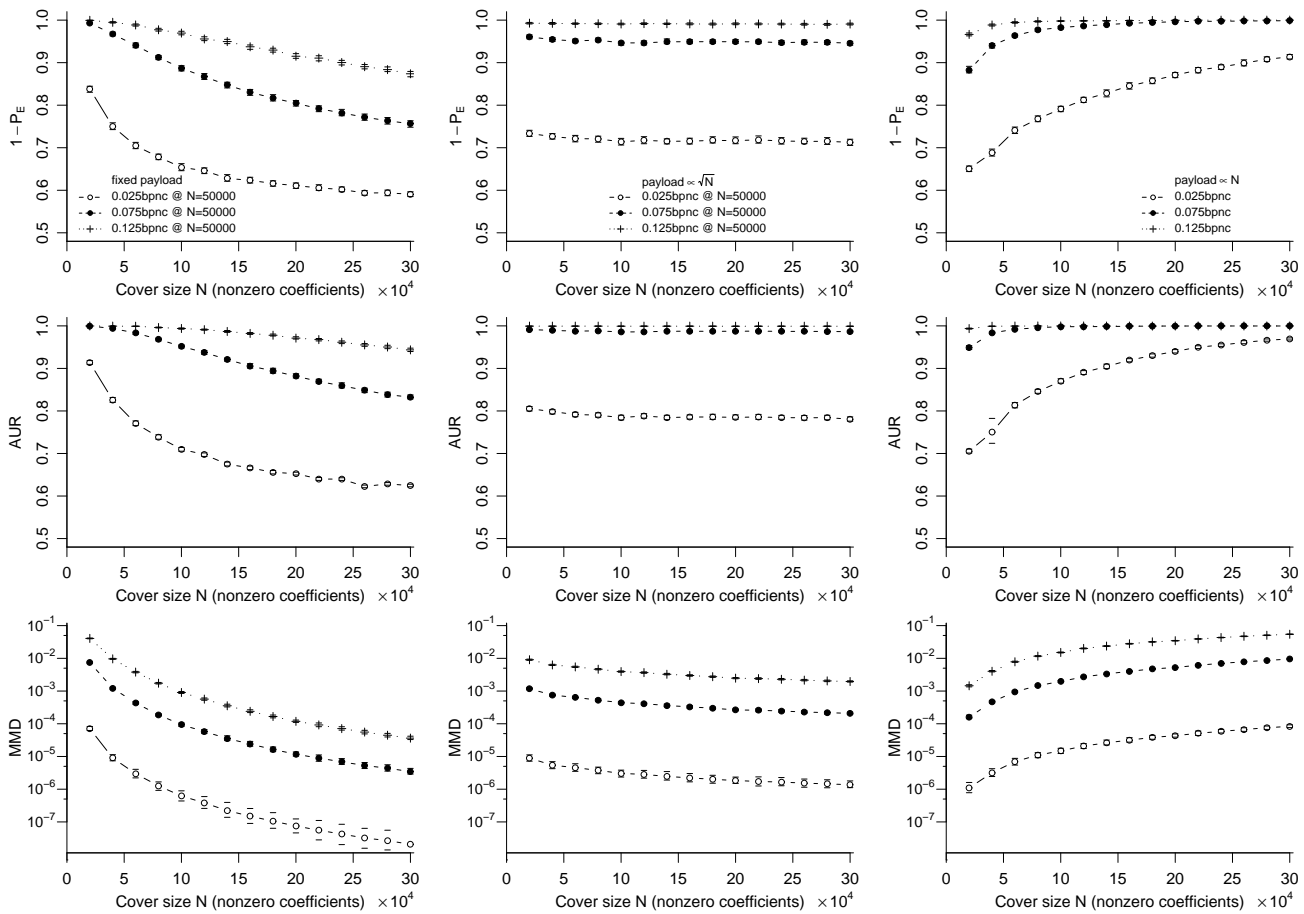 1.0
0.9
0.8
0.7
0.6
0.5
1 − P_E
fixed payload
0.025bpnc @ N=50000
0.075bpnc @ N=50000
0.125bpnc @ N=50000
0 5 10 15 20 25 30
Cover size N (nonzero coefficients) ×10^4
1.0
0.9
0.8
0.7
0.6
0.5
1 − P_E
payload ∝ √N
0.025bpnc @ N=50000
0.075bpnc @ N=50000
0.125bpnc @ N=50000
0 5 10 15 20 25 30
Cover size N (nonzero coefficients) ×10^4
1.0
0.9
0.8
0.7
0.6
0.5
1 − P_E
payload ∝ N
0.025bpnc
0.075bpnc
0.125bpnc
0 5 10 15 20 25 30
Cover size N (nonzero coefficients) ×10^4
1.0
0.9
0.8
0.7
0.6
0.5
AUR
0 5 10 15 20 25 30
Cover size N (nonzero coefficients) ×10^4
1.0
0.9
0.8
0.7
0.6
0.5
AUR
0 5 10 15 20 25 30
Cover size N (nonzero coefficients) ×10^4
1.0
0.9
0.8
0.7
0.6
0.5
AUR
0 5 10 15 20 25 30
Cover size N (nonzero coefficients) ×10^4
10^−1
10^−2
10^−3
10^−4
10^−5
10^−6
10^−7
MMD
0 5 10 15 20 25 30
Cover size N (nonzero coefficients) ×10^4
10^−1
10^−2
10^−3
10^−4
10^−5
10^−6
10^−7
MMD
0 5 10 15 20 25 30
Cover size N (nonzero coefficients) ×10^4
10^−1
10^−2
10^−3
10^−4
10^−5
10^−6
10^−7
MMD
0 5 10 15 20 25 30
Cover size N (nonzero coefficients) ×10^4